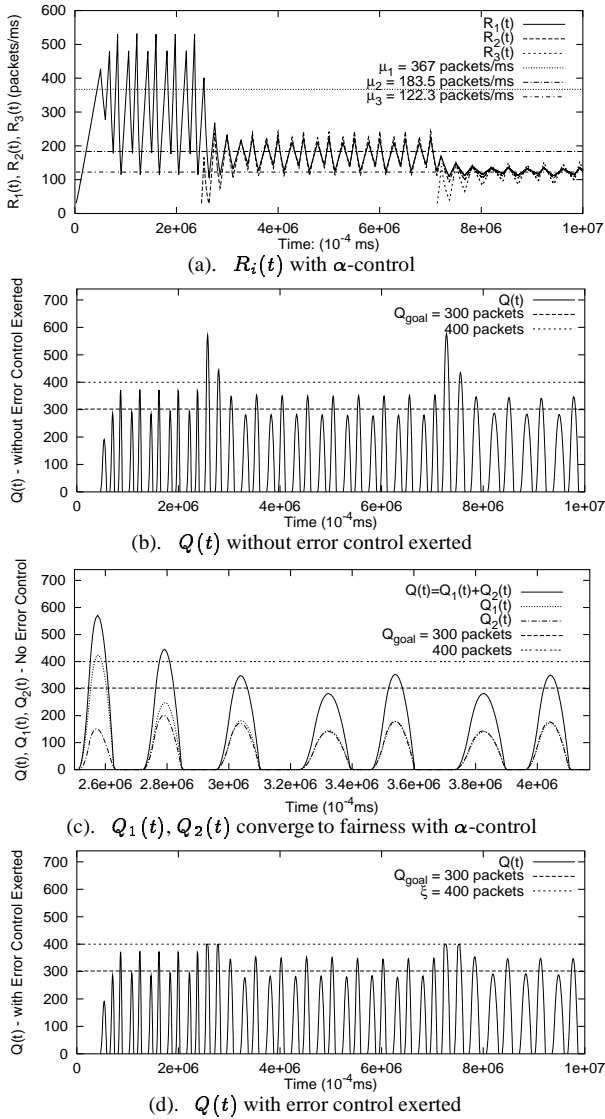 R1(t), R2(t), R3(t) (packets/ms)
600
500
400
300
200
100
0
R1(t)
R2(t)
R3(t)
μ1 = 367 packets/ms
μ2 = 183.5 packets/ms
μ3 = 122.3 packets/ms
0 2e+06 4e+06 6e+06 8e+06 1e+07
Time: (10-4 ms)
(a). Ri(t) with α-control
Q(t) - without Error Control Exerted
700
600
500
400
300
200
100
0
Q(t)
Qgoal = 300 packets
400 packets
0 2e+06 4e+06 6e+06 8e+06 1e+07
Time (10-4ms)
(b). Q(t) without error control exerted
Q(t), Q1(t), Q2(t) - No Error Control
700
600
500
400
300
200
100
0
Q(t)=Q1(t)+Q2(t)
Q1(t)
Q2(t)
Qgoal = 300 packets
400 packets
2.6e+06 2.8e+06 3e+06 3.2e+06 3.4e+06 3.6e+06 3.8e+06 4e+06
Time (10-4ms)
(c). Q1(t), Q2(t) converge to fairness with α-control
Q(t) - with Error Control Exerted
700
600
500
400
300
200
100
0
Q(t)
Qgoal = 300 packets
ξ = 400 packets
0 2e+06 4e+06 6e+06 8e+06 1e+07
Time (10-4ms)
(d). Q(t) with error control exerted